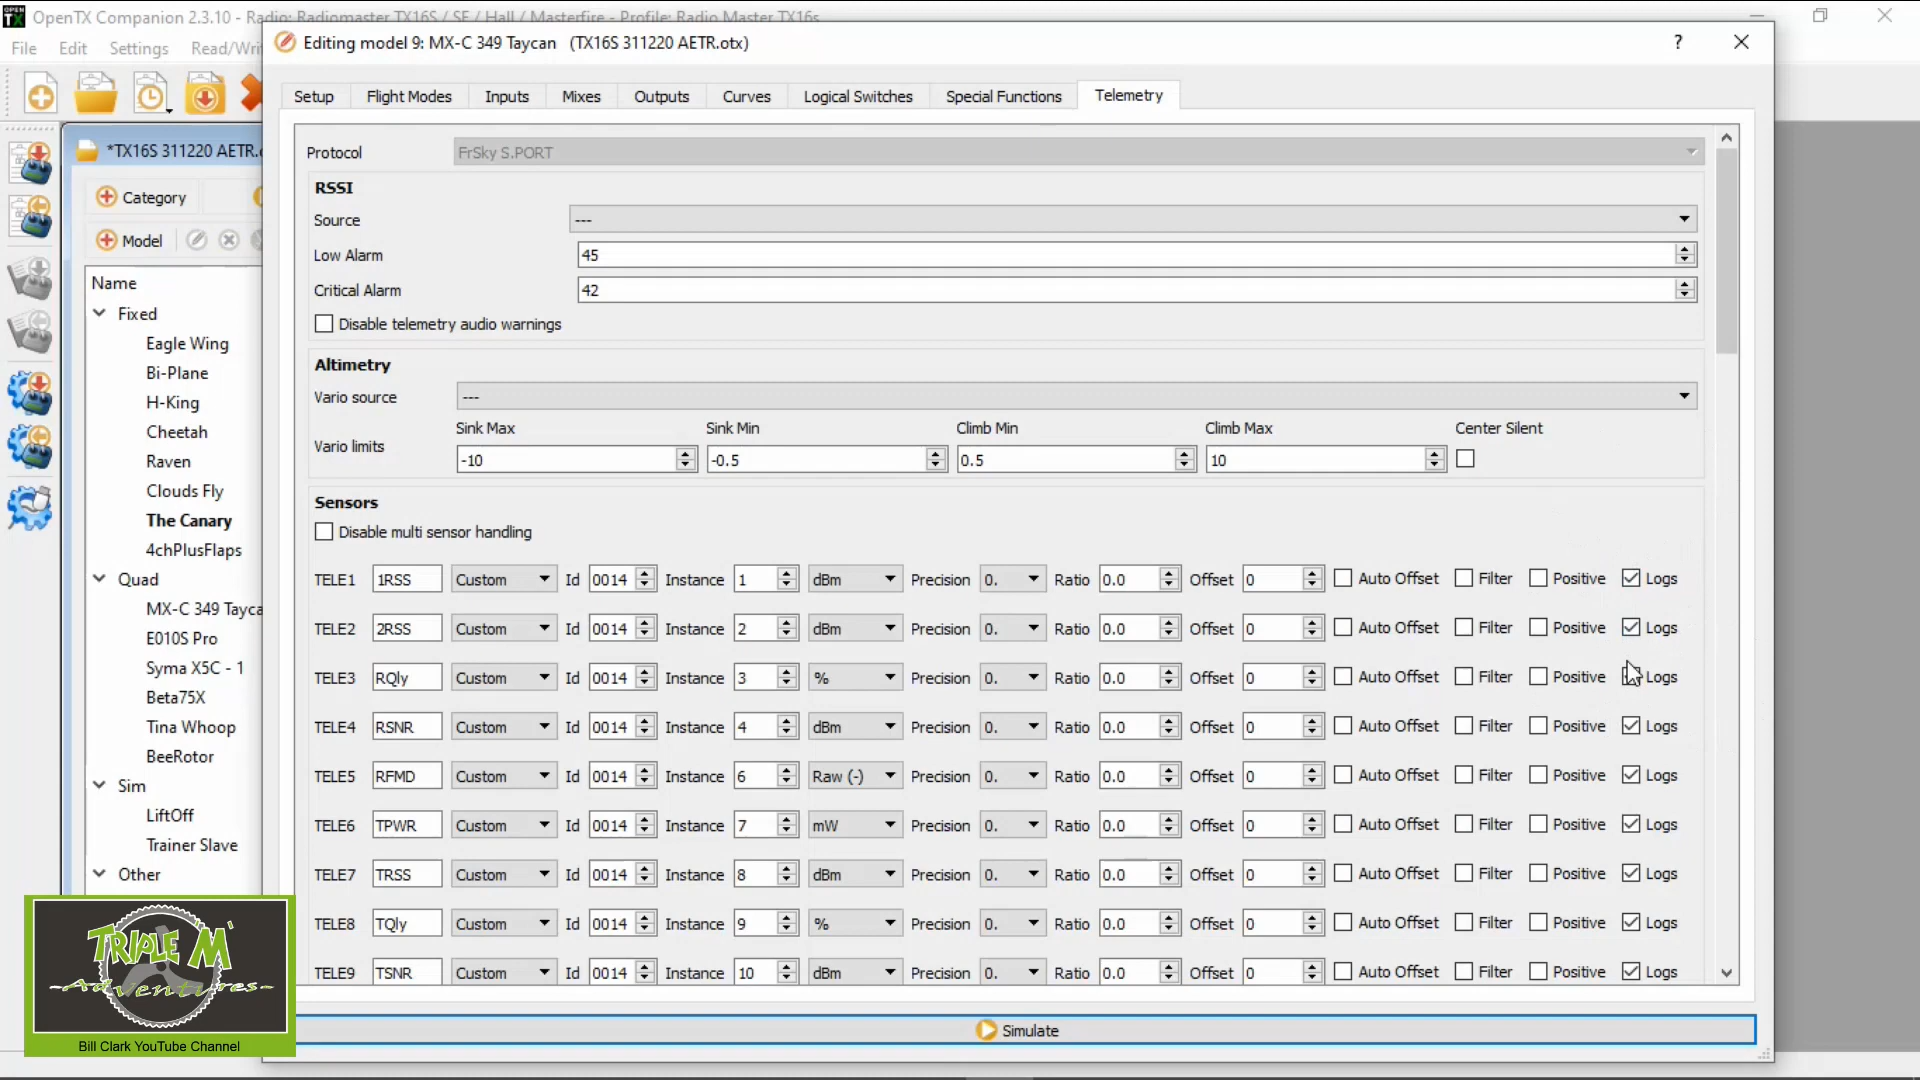 OpenTX Companion 2.3.10 - Radio: Radiomaster TX16S / SE / Hall / Masterfire - Profile: Radio Master TX16s
File Edit Settings Read/Wri
Editing model 9: MX-C 349 Taycan (TX16S 311220 AETR.otx)
Setup Flight Modes Inputs Mixes Outputs Curves Logical Switches Special Functions Telemetry
*TX16S 311220 AETR.
Category
Model
Name
Fixed
Eagle Wing
Bi-Plane
H-King
Cheetah
Raven
Clouds Fly
The Canary
4chPlusFlaps
Quad
MX-C 349 Tayca
E010S Pro
Syma X5C - 1
Beta75X
Tina Whoop
BeeRotor
Sim
LiftOff
Trainer Slave
Other
Protocol FrSky S.PORT
RSSI
Source ---
Low Alarm 45
Critical Alarm 42
Disable telemetry audio warnings
Altimetry
Vario source ---
Sink Max Sink Min Climb Min Climb Max Center Silent
Vario limits -10 -0.5 0.5 10
Sensors
Disable multi sensor handling
TELE1 1RSS Custom Id 0014 Instance 1 dBm Precision 0. Ratio 0.0 Offset 0 Auto Offset Filter Positive Logs
TELE2 2RSS Custom Id 0014 Instance 2 dBm Precision 0. Ratio 0.0 Offset 0 Auto Offset Filter Positive Logs
TELE3 RQly Custom Id 0014 Instance 3 % Precision 0. Ratio 0.0 Offset 0 Auto Offset Filter Positive Logs
TELE4 RSNR Custom Id 0014 Instance 4 dBm Precision 0. Ratio 0.0 Offset 0 Auto Offset Filter Positive Logs
TELE5 RFMD Custom Id 0014 Instance 6 Raw (-) Precision 0. Ratio 0.0 Offset 0 Auto Offset Filter Positive Logs
TELE6 TPWR Custom Id 0014 Instance 7 mW Precision 0. Ratio 0.0 Offset 0 Auto Offset Filter Positive Logs
TELE7 TRSS Custom Id 0014 Instance 8 dBm Precision 0. Ratio 0.0 Offset 0 Auto Offset Filter Positive Logs
TELE8 TQly Custom Id 0014 Instance 9 % Precision 0. Ratio 0.0 Offset 0 Auto Offset Filter Positive Logs
TELE9 TSNR Custom Id 0014 Instance 10 dBm Precision 0. Ratio 0.0 Offset 0 Auto Offset Filter Positive Logs
Simulate
TRIPLE M'
-Adventures-
Bill Clark YouTube Channel